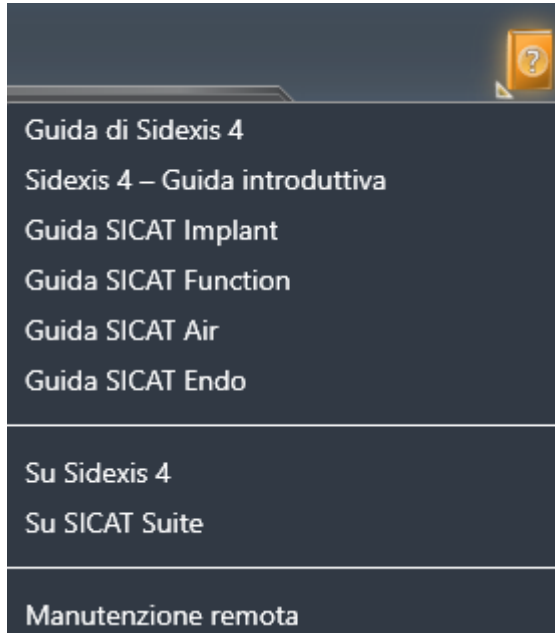 ?
Guida di Sidexis 4
Sidexis 4 – Guida introduttiva
Guida SICAT Implant
Guida SICAT Function
Guida SICAT Air
Guida SICAT Endo
Su Sidexis 4
Su SICAT Suite
Manutenzione remota